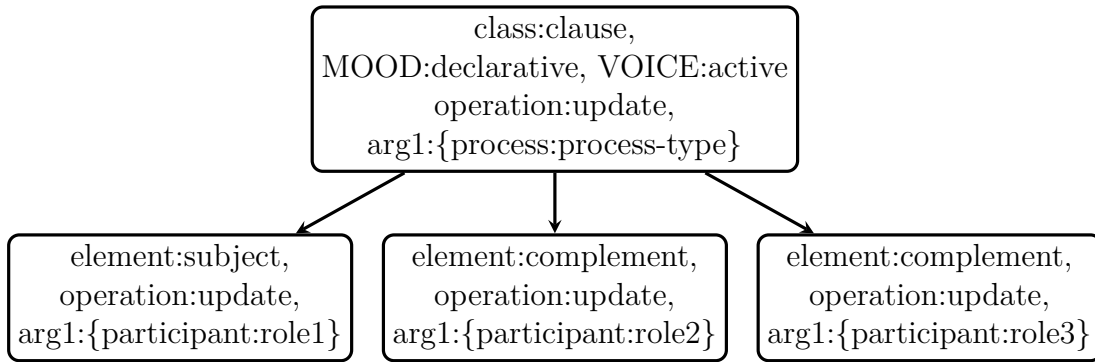 class:clause,
MOOD:declarative, VOICE:active
operation:update,
arg1:{process:process-type}
element:subject,
operation:update,
arg1:{participant:role1}
element:complement,
operation:update,
arg1:{participant:role2}
element:complement,
operation:update,
arg1:{participant:role3}